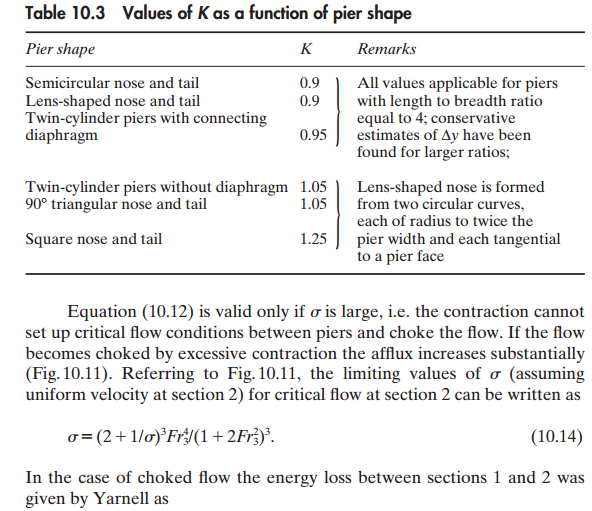 Table 10.3 Values of K as a function of pier shape
Pier shape K Remarks
Semicircular nose and tail 0.9 All values applicable for piers
Lens-shaped nose and tail 0.9 with length to breadth ratio
Twin-cylinder piers with connecting equal to 4; conservative
diaphragm 0.95 estimates of Δy have been
found for larger ratios;
Twin-cylinder piers without diaphragm 1.05 Lens-shaped nose is formed
90° triangular nose and tail 1.05 from two circular curves,
each of radius to twice the
Square nose and tail 1.25 pier width and each tangential
to a pier face
Equation (10.12) is valid only if σ is large, i.e. the contraction cannot
set up critical flow conditions between piers and choke the flow. If the flow
becomes choked by excessive contraction the afflux increases substantially
(Fig. 10.11). Referring to Fig. 10.11, the limiting values of σ (assuming
uniform velocity at section 2) for critical flow at section 2 can be written as
σ = (2 + 1/σ)³Fr₃⁴/(1 + 2Fr₃²)³. (10.14)
In the case of choked flow the energy loss between sections 1 and 2 was
given by Yarnell as